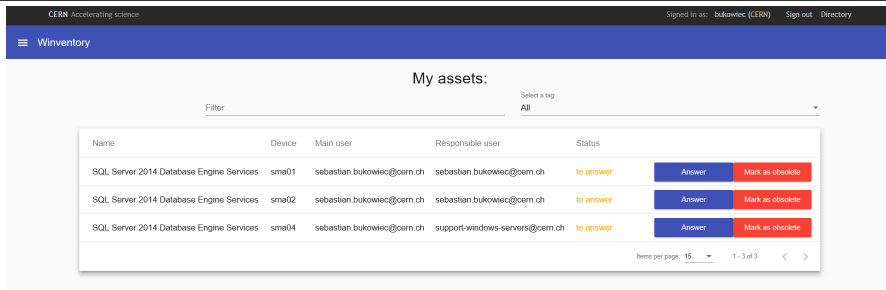 CERN Accelerating science Signed in as: bukowiec (CERN) Sign out Directory
Winventory
My assets:
Select a tag
Filter All
Name Device Main user Responsible user Status
SQL Server 2014 Database Engine Services sma01 sebastian.bukowiec@cern.ch sebastian.bukowiec@cern.ch to answer Answer Mark as obsolete
SQL Server 2014 Database Engine Services sma02 sebastian.bukowiec@cern.ch sebastian.bukowiec@cern.ch to answer Answer Mark as obsolete
SQL Server 2014 Database Engine Services sma04 sebastian.bukowiec@cern.ch support-windows-servers@cern.ch to answer Answer Mark as obsolete
Items per page: 15 1 - 3 of 3